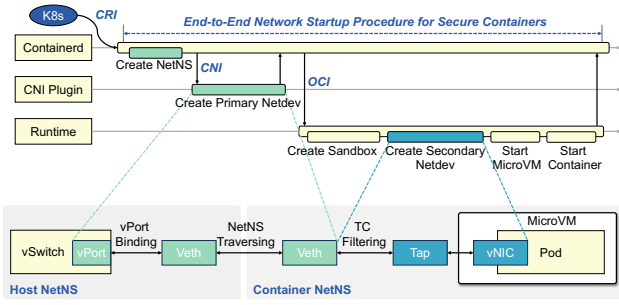 K8s
CRI
End-to-End Network Startup Procedure for Secure Containers
Containerd
Create NetNS
CNI
OCI
CNI Plugin
Create Primary Netdev
Runtime
Create Sandbox
Create Secondary
Netdev
Start
MicroVM
Start
Container
MicroVM
vPort
Binding
NetNS
Traversing
TC
Filtering
vSwitch
vPort
Veth
Veth
Tap
vNIC
Pod
Host NetNS
Container NetNS